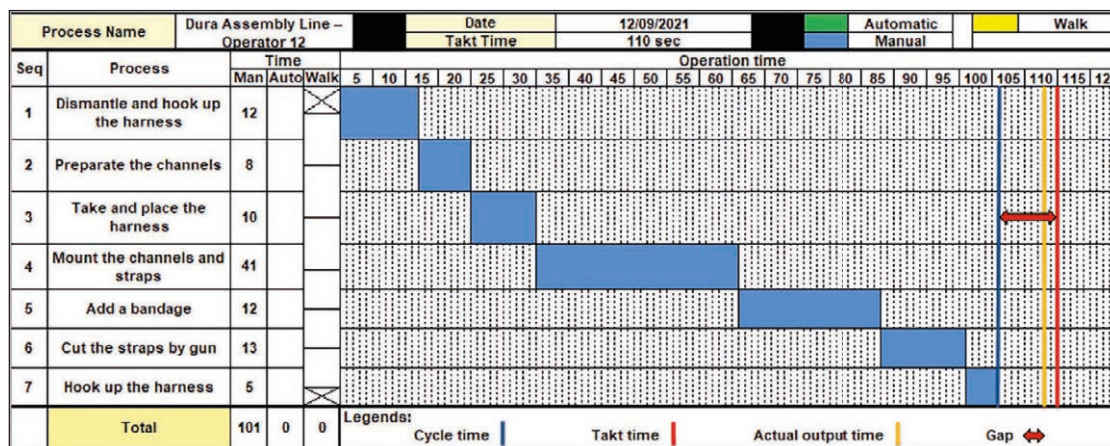 Process Name Dura Assembly Line – Operator 12 Date 12/09/2021 Automatic Walk
Takt Time 110 sec Manual
Seq Process Time Operation time
Man Auto Walk 5 10 15 20 25 30 35 40 45 50 55 60 65 70 75 80 85 90 95 100 105 110 115 12
1 Dismantle and hook up the harness 12
2 Preparate the channels 8
3 Take and place the harness 10
4 Mount the channels and straps 41
5 Add a bandage 12
6 Cut the straps by gun 13
7 Hook up the harness 5
Total 101 0 0 Legends:
Cycle time Takt time Actual output time Gap